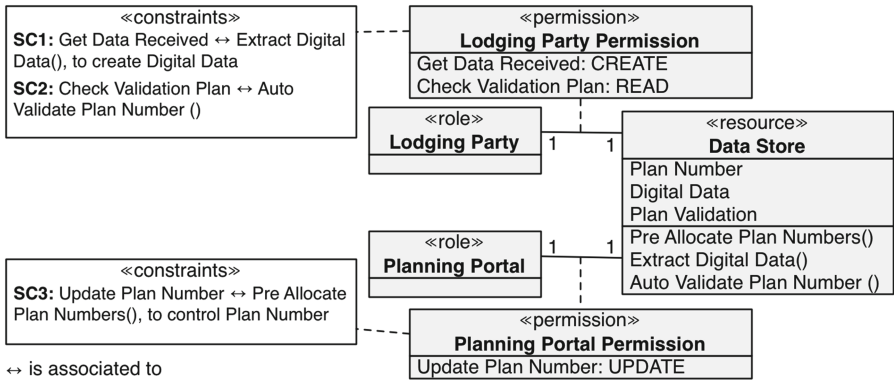 «constraints»
SC1: Get Data Received ↔ Extract Digital
Data(), to create Digital Data
SC2: Check Validation Plan ↔ Auto
Validate Plan Number ()
«permission»
Lodging Party Permission
Get Data Received: CREATE
Check Validation Plan: READ
«role»
Lodging Party
1
1
«resource»
Data Store
Plan Number
Digital Data
Plan Validation
Pre Allocate Plan Numbers()
Extract Digital Data()
Auto Validate Plan Number ()
«role»
Planning Portal
1
1
«constraints»
SC3: Update Plan Number ↔ Pre Allocate
Plan Numbers(), to control Plan Number
«permission»
Planning Portal Permission
Update Plan Number: UPDATE
↔ is associated to